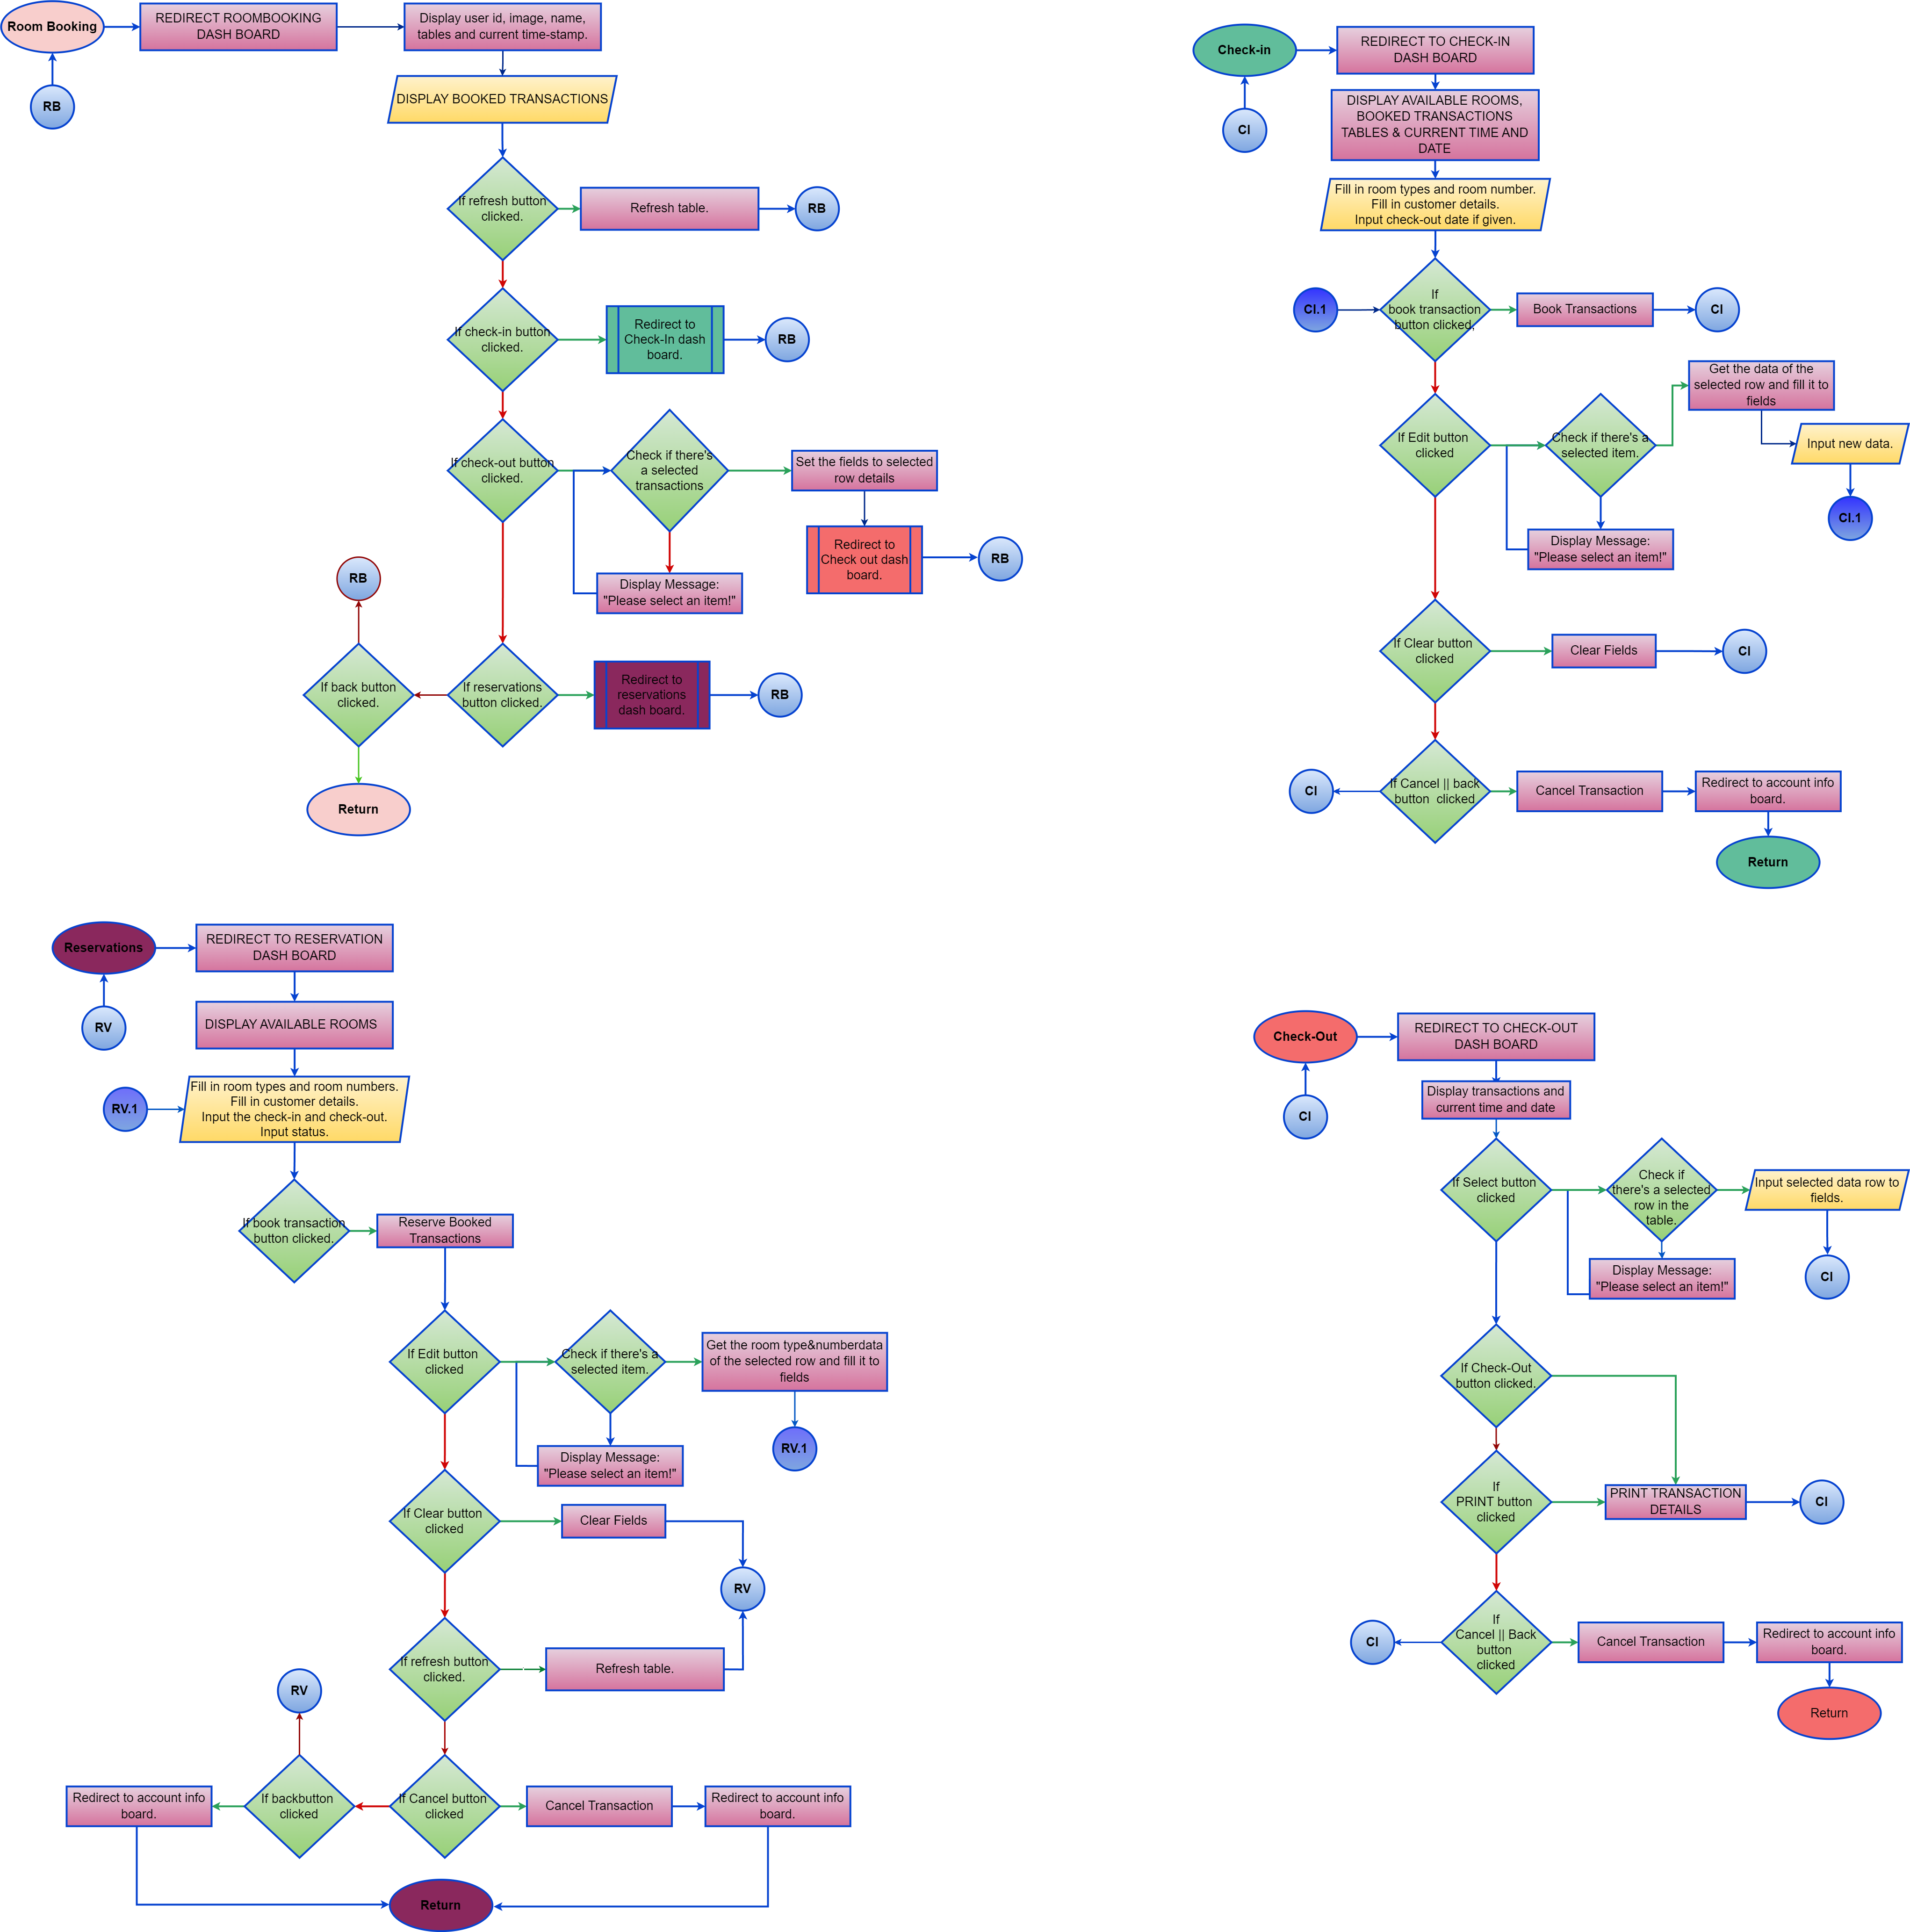 Room Booking
REDIRECT ROOMBOOKING
DASH BOARD
Display user id, image, name,
tables and current time-stamp.
RB
DISPLAY BOOKED TRANSACTIONS
If refresh button
clicked.
Refresh table.
RB
If check-in button
clicked.
Redirect to
Check-In dash
board.
RB
If check-out button
clicked.
Check if there's
a selected
transactions
Set the fields to selected
row details
Redirect to
Check out dash
board.
RB
Display Message:
"Please select an item!"
RB
If back button
clicked.
If reservations
button clicked.
Redirect to
reservations
dash board.
RB
Return
Check-in
REDIRECT TO CHECK-IN
DASH BOARD
CI
DISPLAY AVAILABLE ROOMS,
BOOKED TRANSACTIONS
TABLES & CURRENT TIME AND
DATE
Fill in room types and room number.
Fill in customer details.
Input check-out date if given.
CI.1
If
book transaction
button clicked,
Book Transactions
CI
Get the data of the
selected row and fill it to
fields
If Edit button
clicked
Check if there's a
selected item.
Input new data.
CI.1
Display Message:
"Please select an item!"
If Clear button
clicked
Clear Fields
CI
CI
If Cancel || back
button  clicked
Cancel Transaction
Redirect to account info
board.
Return
Reservations
REDIRECT TO RESERVATION
DASH BOARD
RV
DISPLAY AVAILABLE ROOMS
RV.1
Fill in room types and room numbers.
Fill in customer details.
Input the check-in and check-out.
Input status.
If book transaction
button clicked.
Reserve Booked
Transactions
If Edit button
clicked
Check if there's a
selected item.
Get the room type&numberdata
of the selected row and fill it to
fields
RV.1
Display Message:
"Please select an item!"
If Clear button
clicked
Clear Fields
RV
If refresh button
clicked.
Refresh table.
RV
Redirect to account info
board.
If backbutton
clicked
If Cancel button
clicked
Cancel Transaction
Redirect to account info
board.
Return
Check-Out
REDIRECT TO CHECK-OUT
DASH BOARD
CI
Display transactions and
current time and date
If Select button
clicked
Check if
there's a selected
row in the
table.
Input selected data row to
fields.
CI
Display Message:
"Please select an item!"
If Check-Out
button clicked.
If
PRINT button
clicked
PRINT TRANSACTION
DETAILS
CI
CI
If
Cancel || Back
button
clicked
Cancel Transaction
Redirect to account info
board.
Return